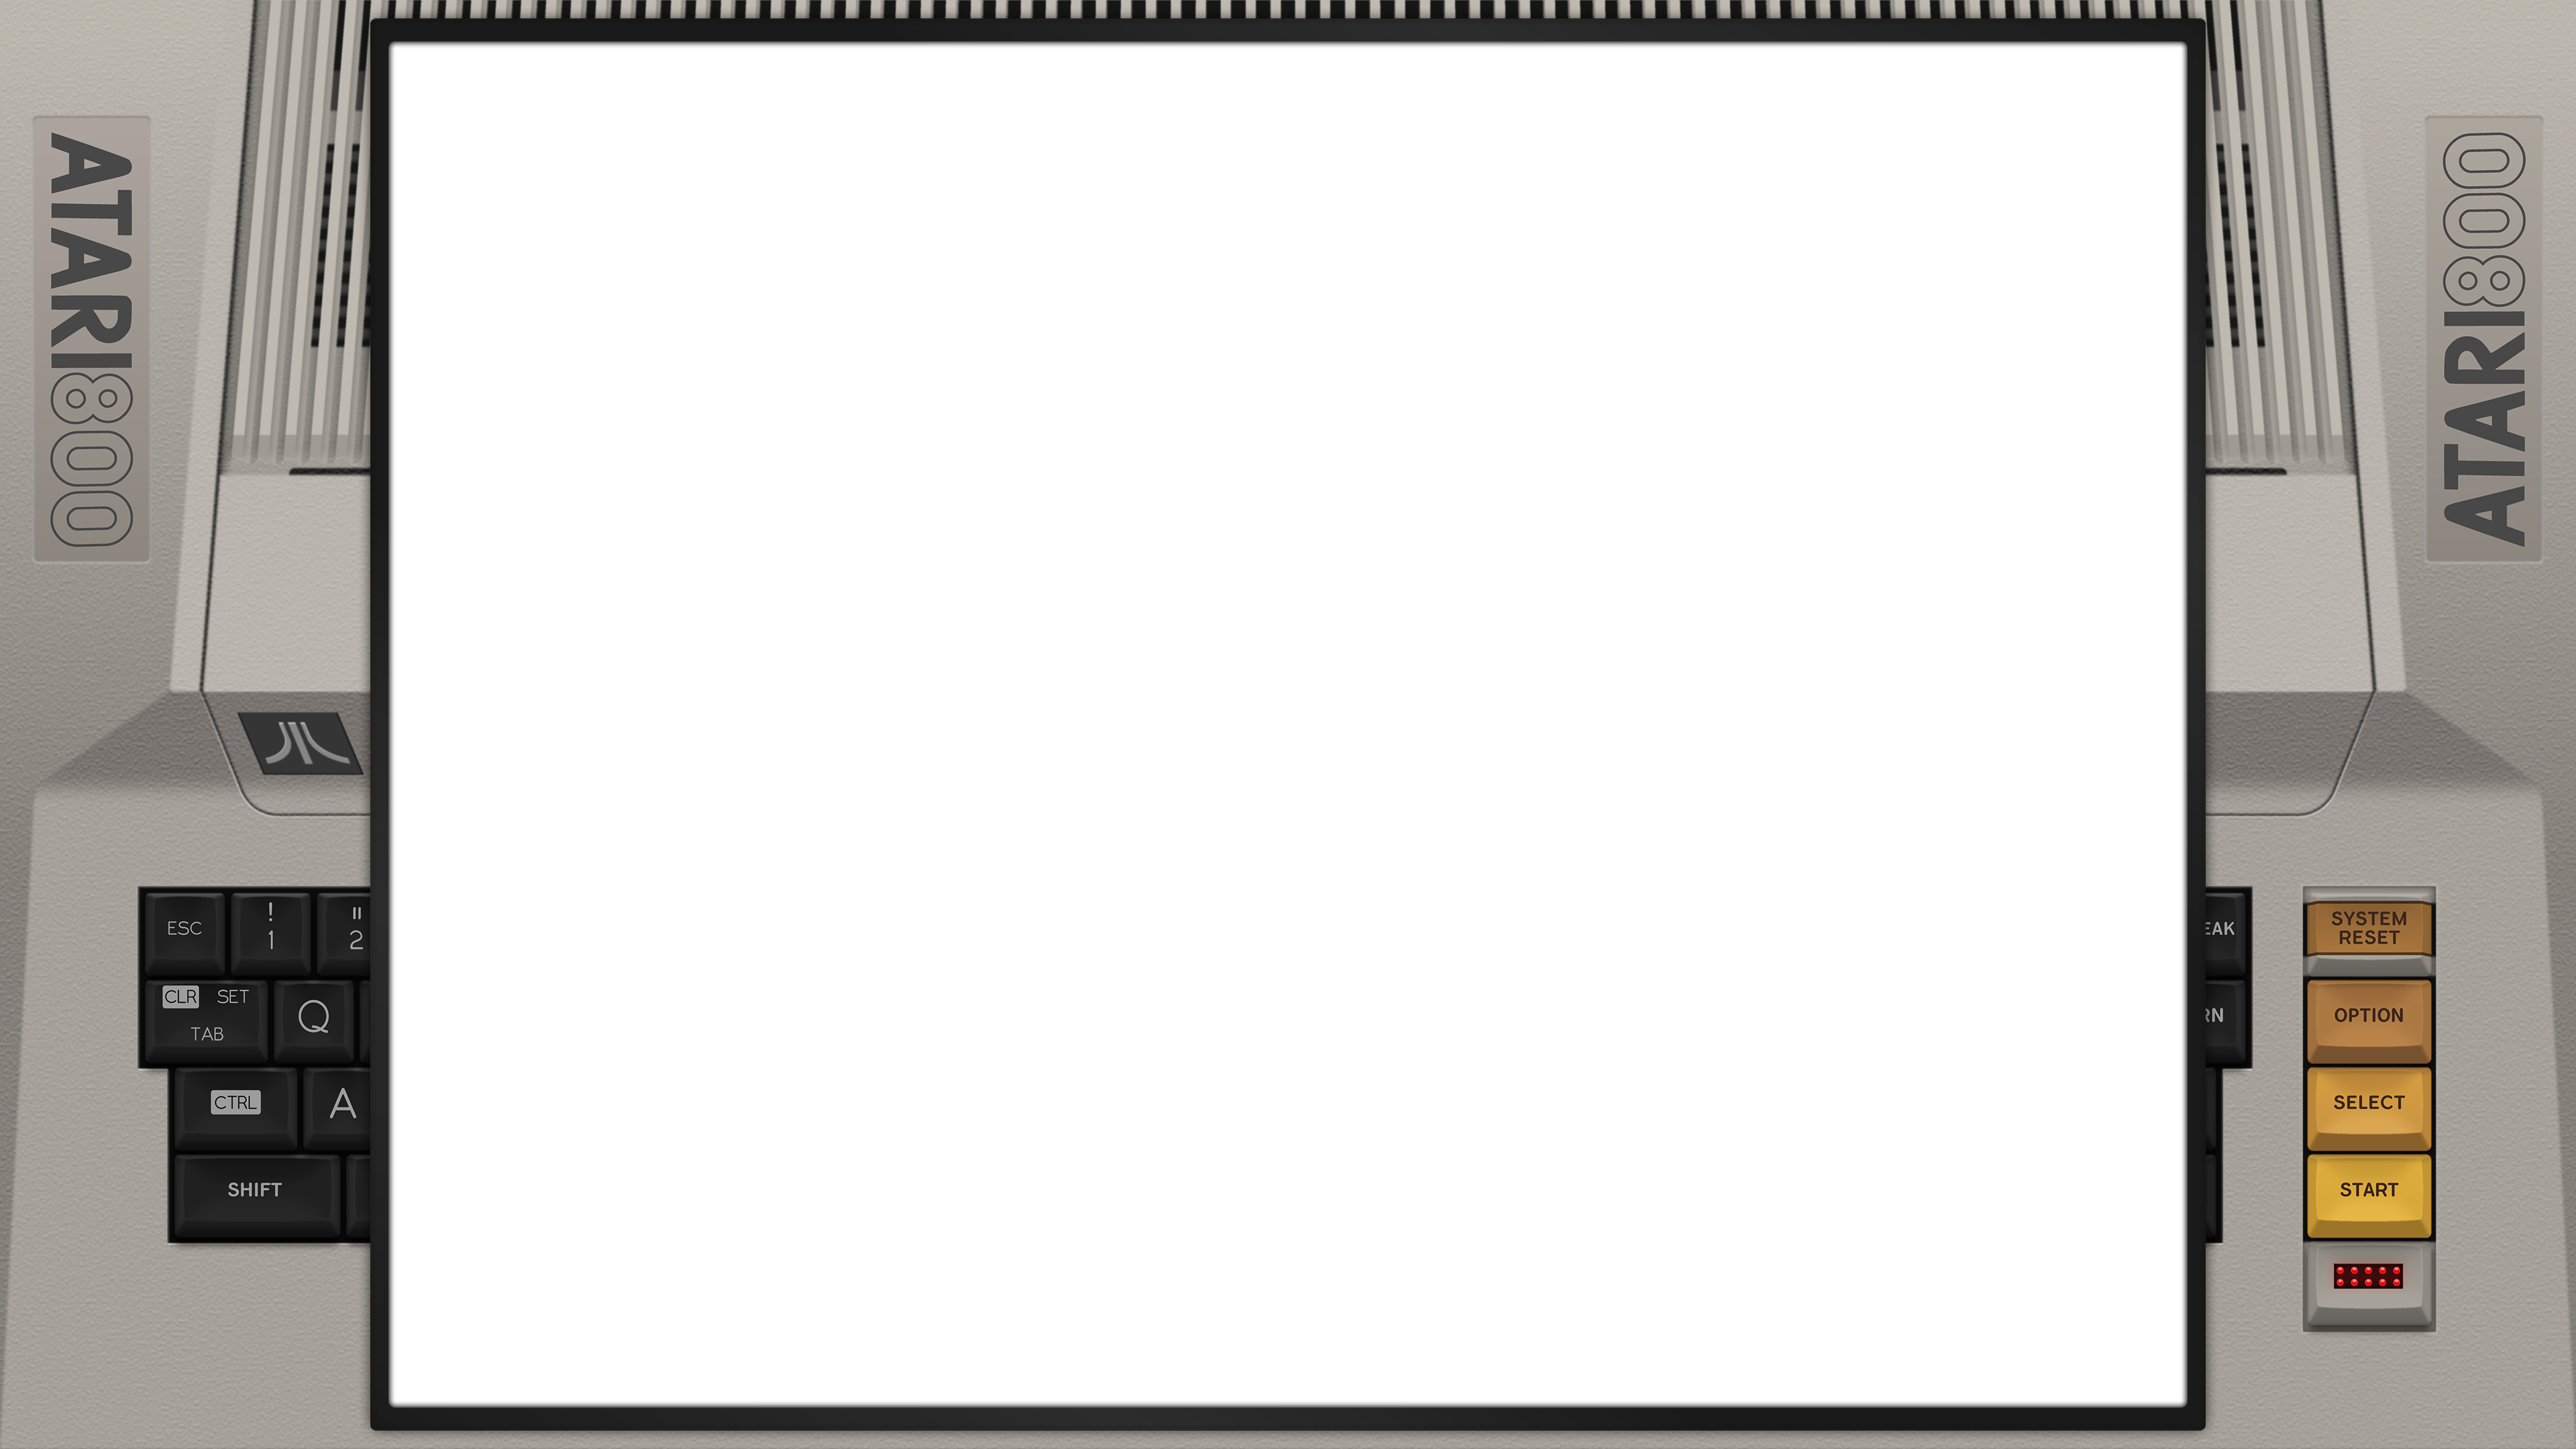 ATARI800
ATARI800
ESC
!
1
"
2
EAK
SYSTEM
RESET
CLR SET
TAB
Q
RN
OPTION
CTRL
A
SELECT
SHIFT
START